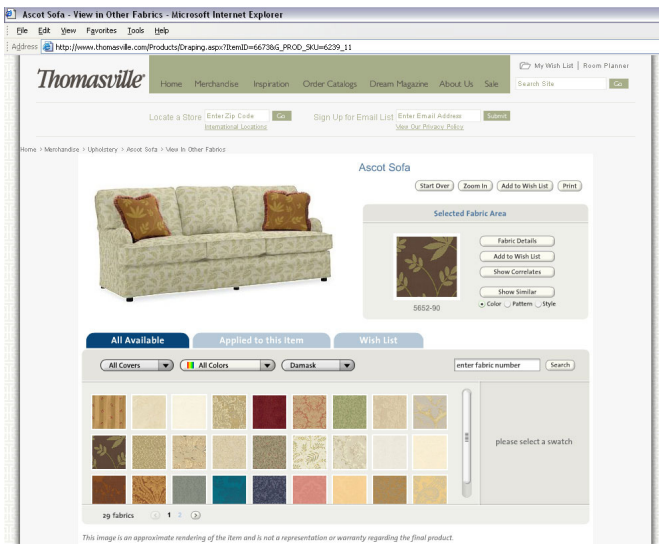 Ascot Sofa - View in Other Fabrics - Microsoft Internet Explorer
File Edit View Favorites Tools Help
Address http://www.thomasville.com/Products/Draping.aspx?ItemID=6673&G_PROD_SKU=6239_11
My Wish List | Room Planner
Thomasville
Home Merchandise Inspiration Order Catalogs Dream Magazine About Us Sale
Search Site Go
Locate a Store Enter Zip Code Go Sign Up for Email List Enter Email Address Submit
International Locations View Our Privacy Policy
Home > Merchandise > Upholstery > Ascot Sofa > View In Other Fabrics
Ascot Sofa
Start Over Zoom In Add to Wish List Print
Selected Fabric Area
Fabric Details
Add to Wish List
Show Correlates
Show Similar
Color Pattern Style
5652-90
All Available Applied to this Item Wish List
All Covers All Colors Damask enter fabric number Search
please select a swatch
29 fabrics 1 2
This image is an approximate rendering of the item and is not a representation or warranty regarding the final product.